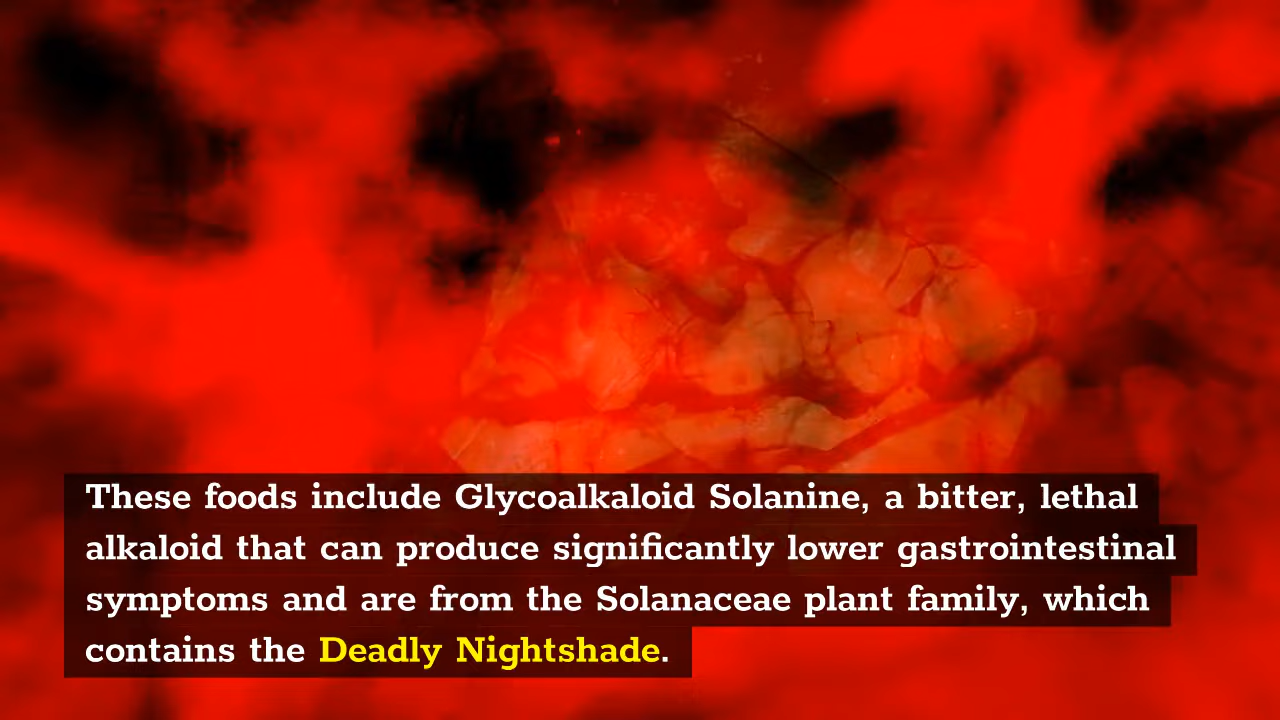 These foods include Glycoalkaloid Solanine, a bitter, lethal
alkaloid that can produce significantly lower gastrointestinal
symptoms and are from the Solanaceae plant family, which
contains the Deadly Nightshade.